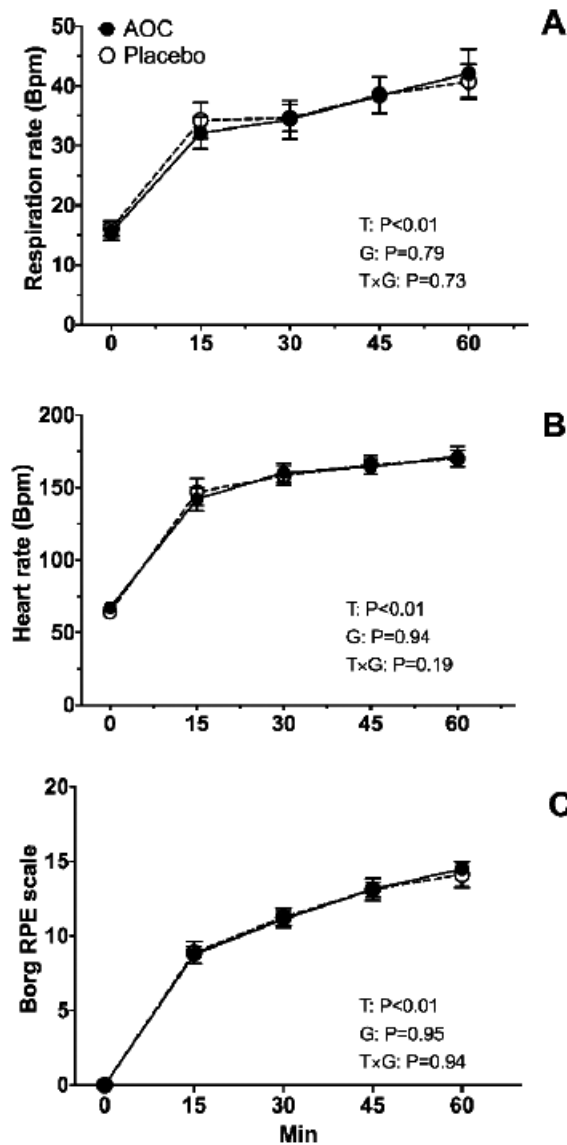 A
AOC
Placebo
Respiration rate (Bpm)
50
40
30
20
10
0
T: P<0.01
G: P=0.79
T×G: P=0.73
0 15 30 45 60
B
Heart rate (Bpm)
200
150
100
50
0
T: P<0.01
G: P=0.94
T×G: P=0.19
0 15 30 45 60
C
Borg RPE scale
20
15
10
5
0
T: P<0.01
G: P=0.95
T×G: P=0.94
0 15 30 45 60
Min